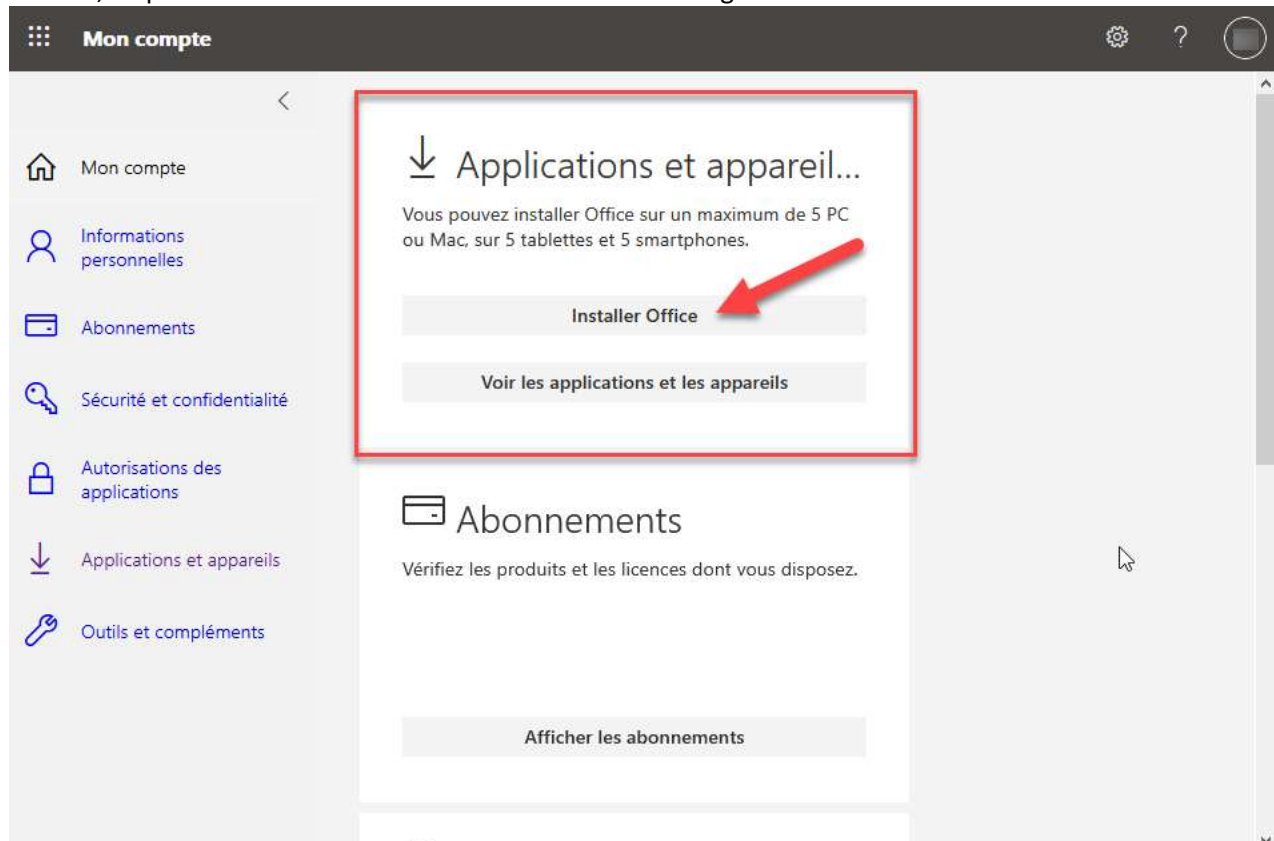 Mon compte
?
Mon compte
Informations
personnelles
Abonnements
Sécurité et confidentialité
Autorisations des
applications
Applications et appareils
Outils et compléments
Applications et appareil...
Vous pouvez installer Office sur un maximum de 5 PC
ou Mac, sur 5 tablettes et 5 smartphones.
Installer Office
Voir les applications et les appareils
Abonnements
Vérifiez les produits et les licences dont vous disposez.
Afficher les abonnements